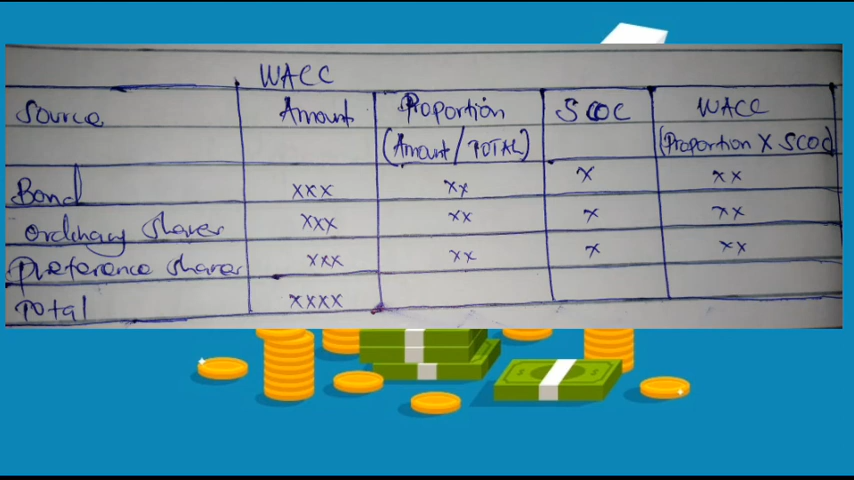 WACC
Source Amount Proportion SCOC WACC
(Amount/TOTAL) (Proportion X SCOC)
Bond xxx xx x xx
Ordinary shares xxx xx x xx
Preference shares xxx xx x xx
Total xxxx